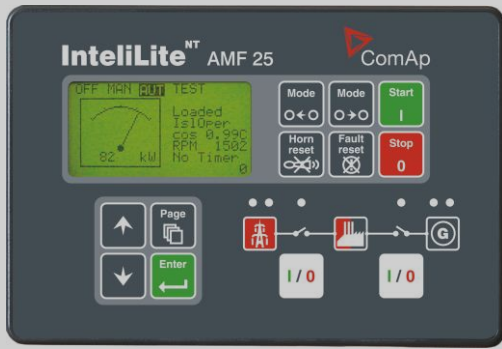 InteliLite NT AMF 25
ComAp
OFF MAN AUT TEST
Loaded
IslOper
cos 0.99C
RPM 1502
No Timer
82 kW
0
Mode
Mode
Start
I
Horn reset
Fault reset
Stop
0
Page
Enter
G
I / 0
I / 0